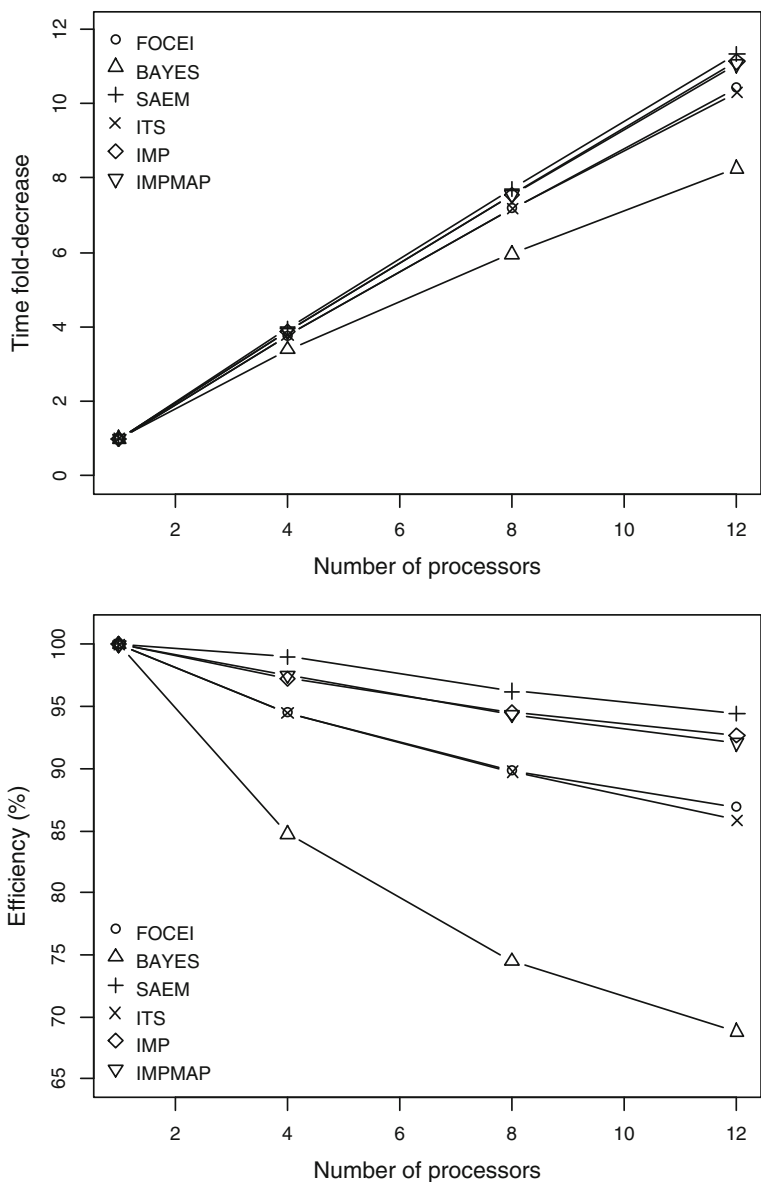 12
10
8
6
4
2
0
Time fold-decrease
FOCEI
BAYES
SAEM
ITS
IMP
IMPMAP
2 4 6 8 10 12
Number of processors
100
95
90
85
80
75
70
65
Efficiency (%)
FOCEI
BAYES
SAEM
ITS
IMP
IMPMAP
2 4 6 8 10 12
Number of processors